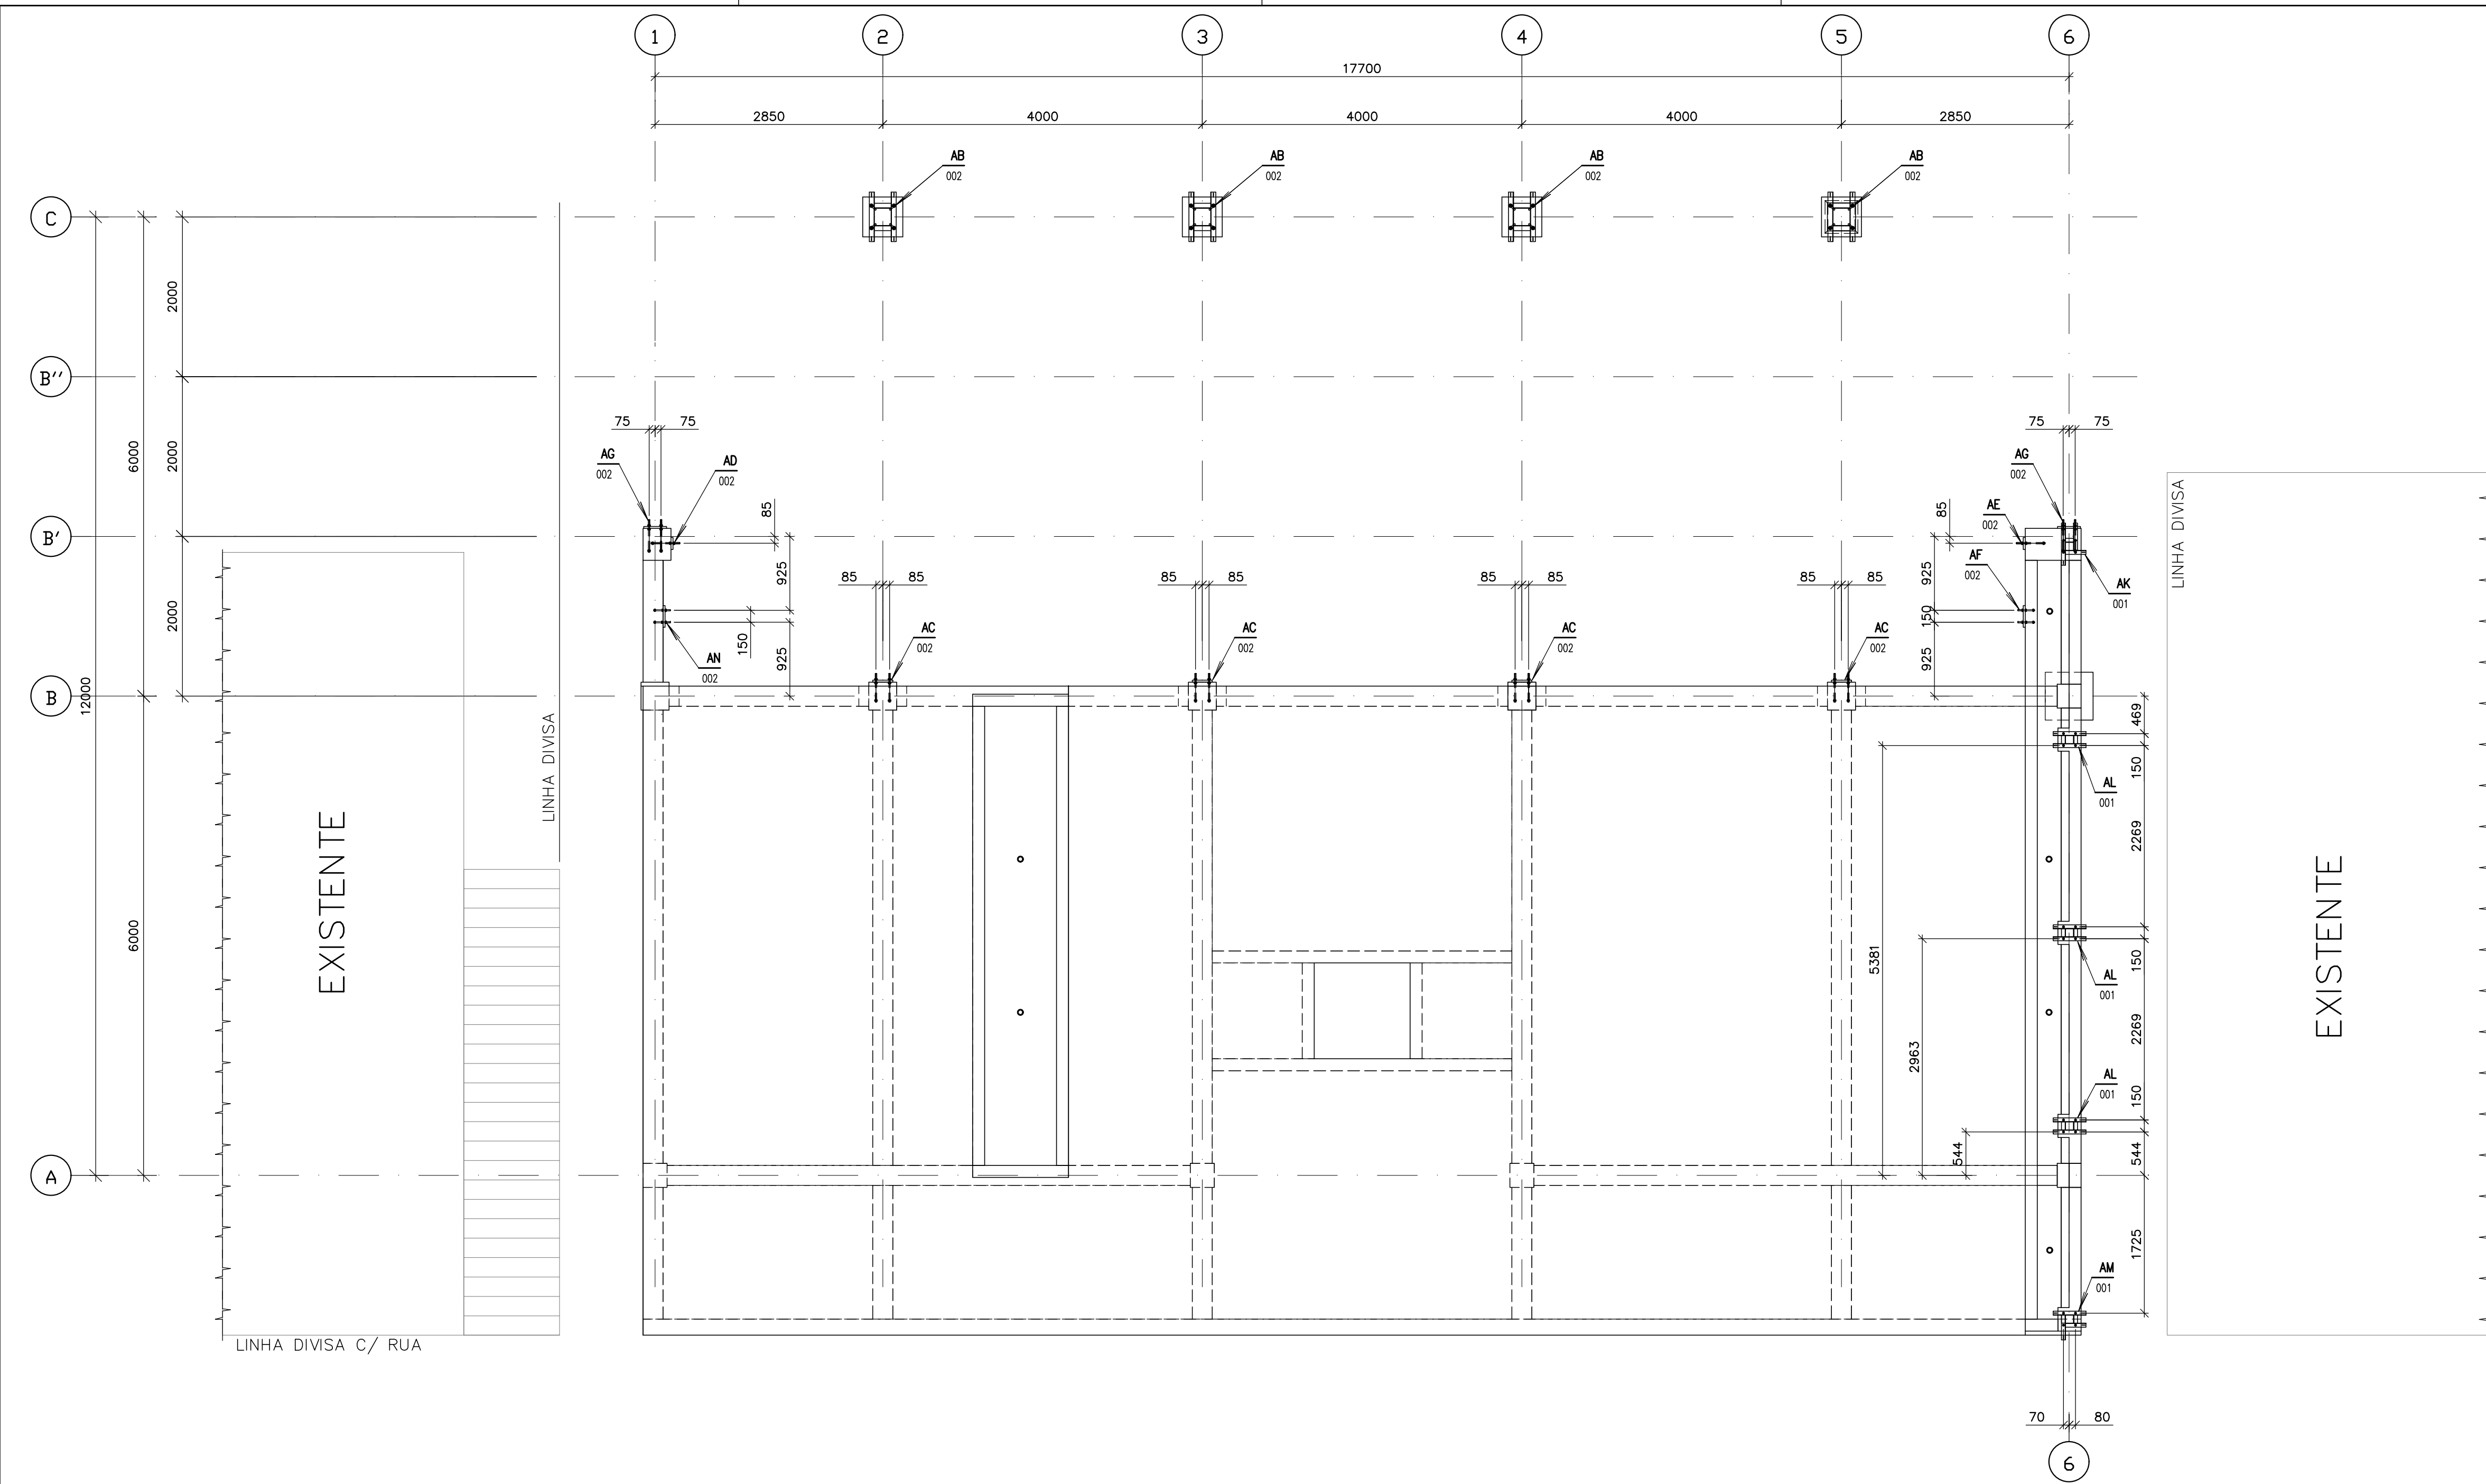 1 2 3 4 5 6
17700
2850 4000 4000 4000 2850
AB AB AB AB
002 002 002 002
C
2000
B''
75 75 75 75
6000 2000
AG AD AG
002 002 002
LINHA DIVISA
85 85
AE
002
B'
AF
002
925 925
85 85 85 85 85 85 85 85
AK
001
2000
150 150
AC AC AC AC
002 002 002 002
AN
002
925 925
B
12000
469
LINHA DIVISA
150
AL
001
2269
EXISTENTE
EXISTENTE
6000
5381
150
AL
001
2963
2269
AL
001
150
544 544
A
1725
AM
001
LINHA DIVISA C/ RUA
70 80
6